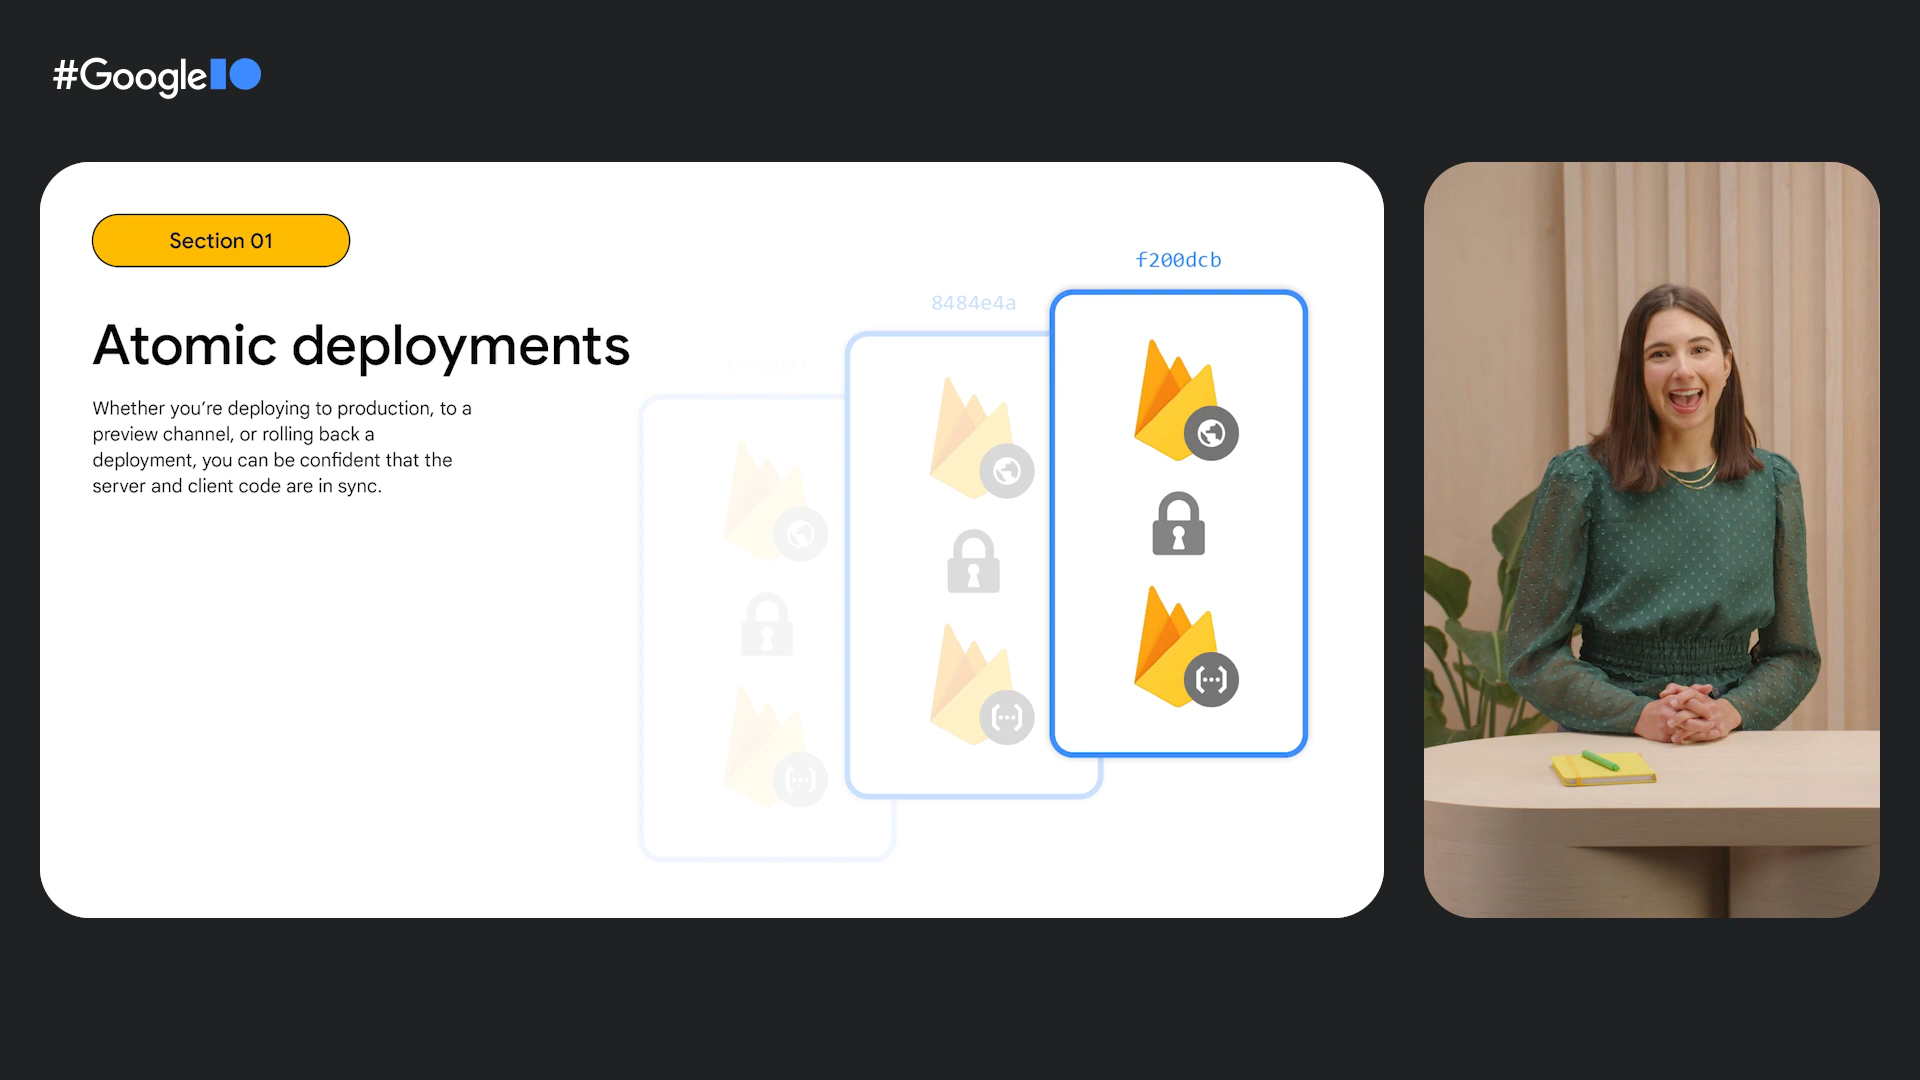 #GoogleIO
Section 01
Atomic deployments
Whether you’re deploying to production, to a
preview channel, or rolling back a
deployment, you can be confident that the
server and client code are in sync.
8484e4a
f200dcb